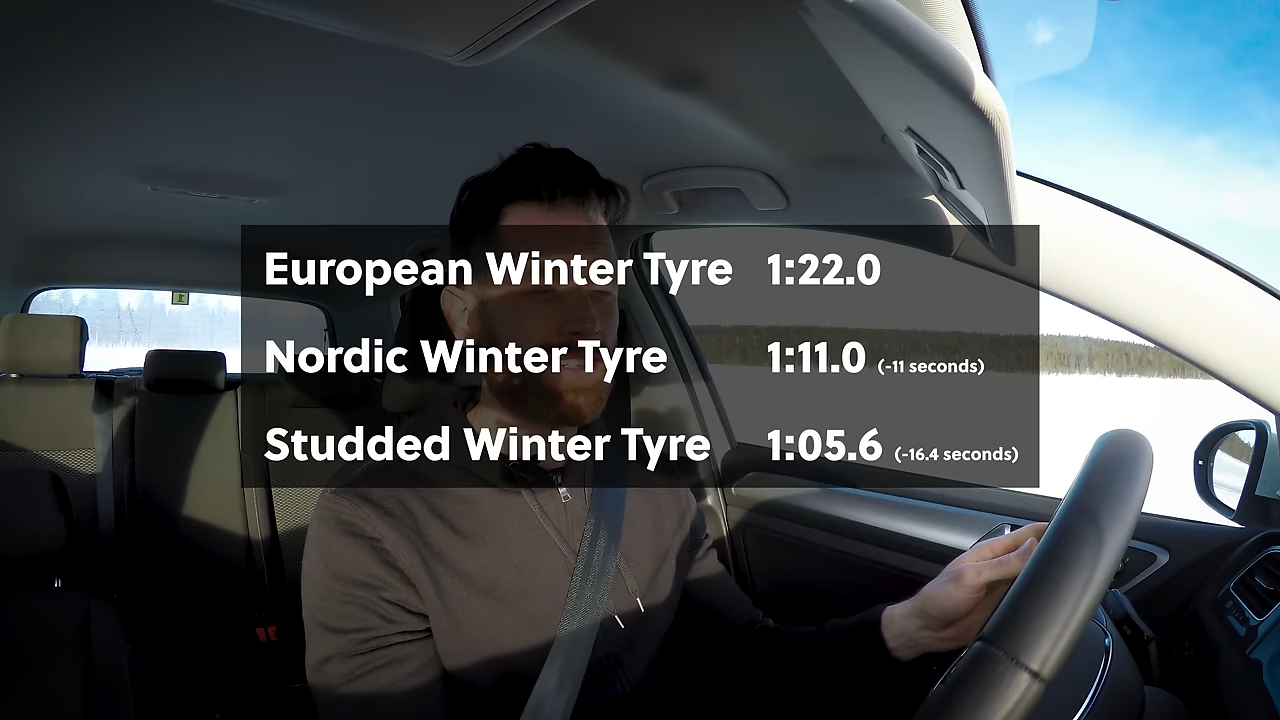 European Winter Tyre 1:22.0
Nordic Winter Tyre 1:11.0 (-11 seconds)
Studded Winter Tyre 1:05.6 (-16.4 seconds)